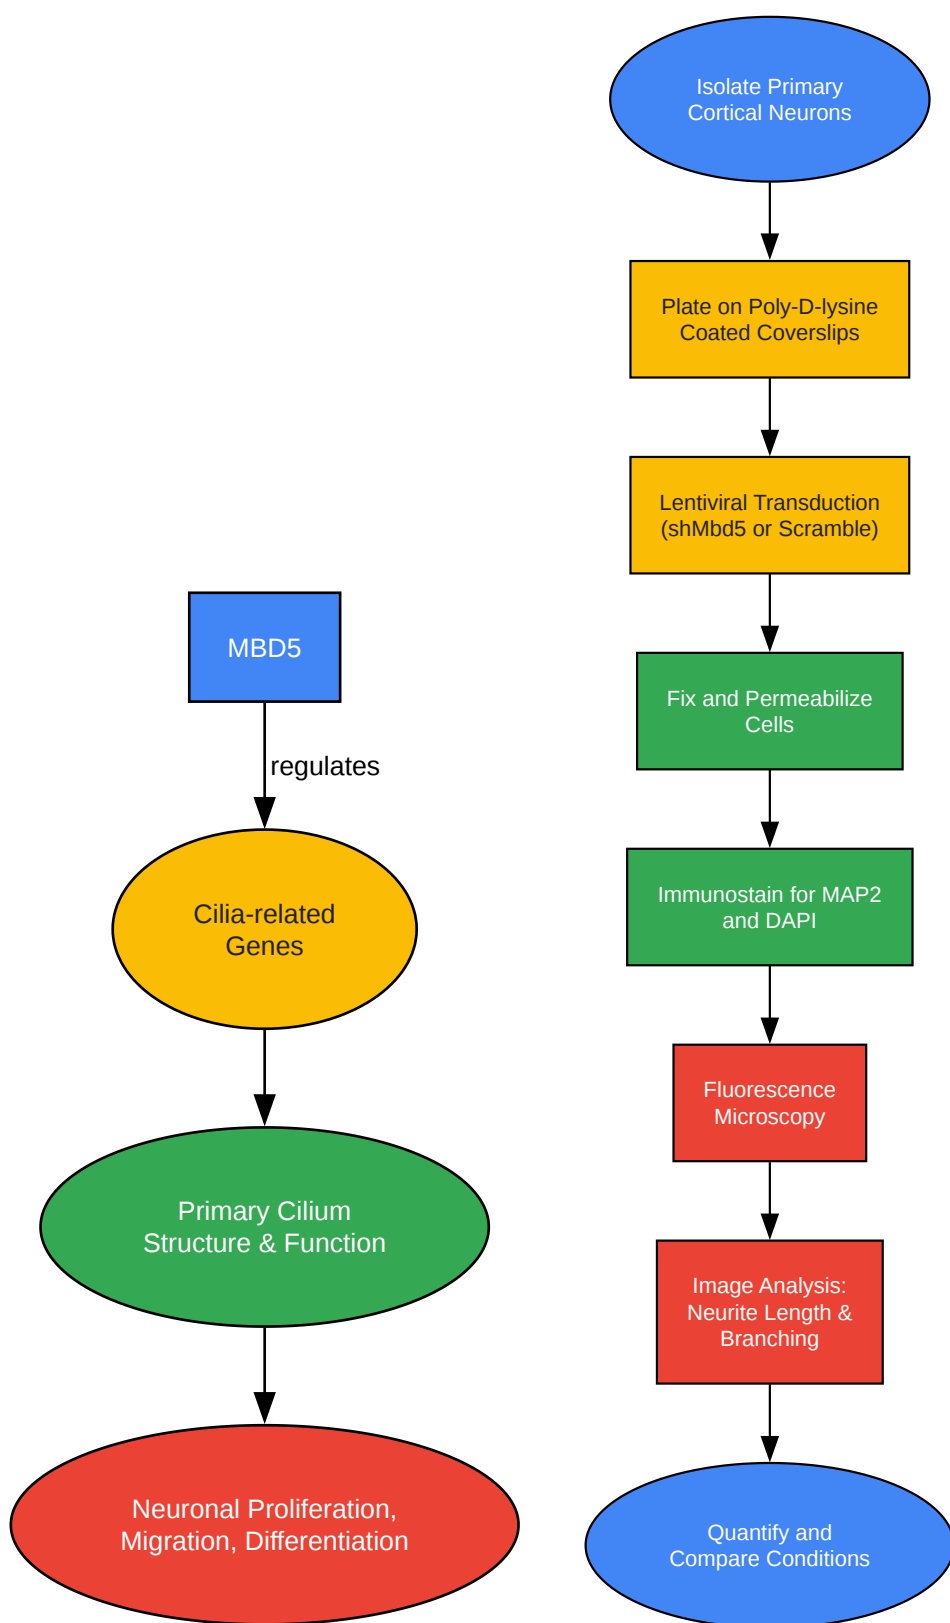 MBD5
regulates
Cilia-related
Genes
Primary Cilium
Structure & Function
Neuronal Proliferation,
Migration, Differentiation
Isolate Primary
Cortical Neurons
Plate on Poly-D-lysine
Coated Coverslips
Lentiviral Transduction
(shMbd5 or Scramble)
Fix and Permeabilize
Cells
Immunostain for MAP2
and DAPI
Fluorescence
Microscopy
Image Analysis:
Neurite Length &
Branching
Quantify and
Compare Conditions